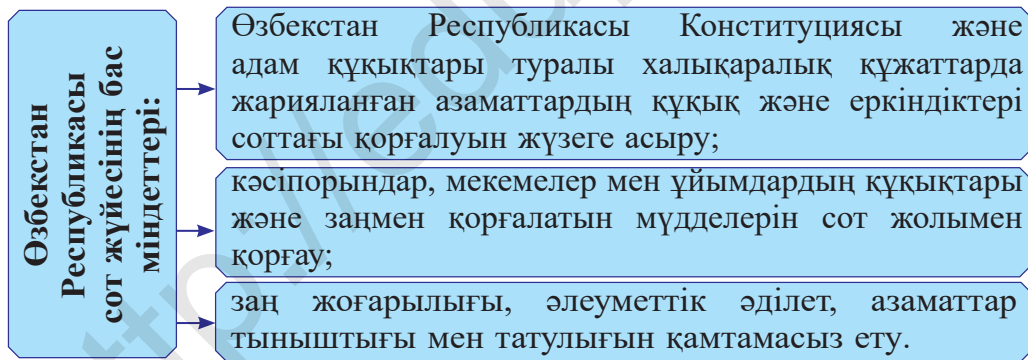 Өзбекстан
Республикасы
сот жүйесінің бас
міндеттері:
Өзбекстан Республикасы Конституциясы және
адам құқықтары туралы халықаралық құжаттарда
жарияланған азаматтардың құқық және еркіндіктері
соттағы қорғалуын жүзеге асыру;
кәсіпорындар, мекемелер мен ұйымдардың құқықтары
және заңмен қорғалатын мүдделерін сот жолымен
қорғау;
заң жоғарылығы, әлеуметтік әділет, азаматтар
тыныштығы мен татулығын қамтамасыз ету.